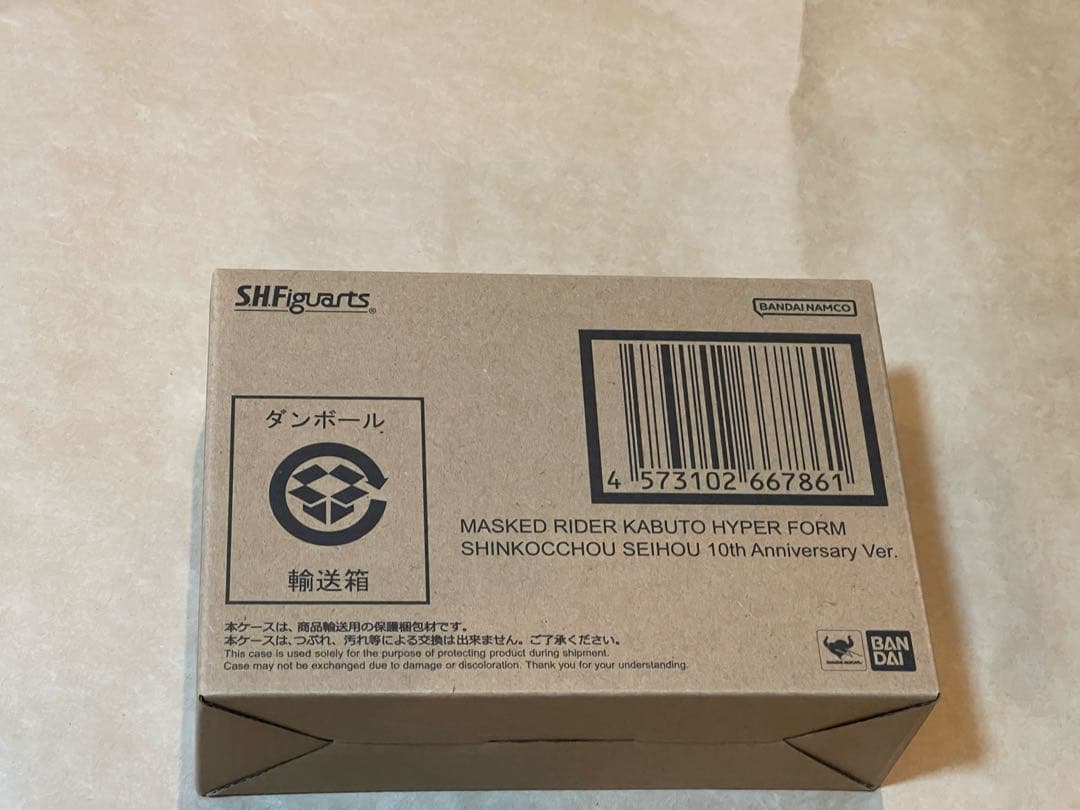 S.H.Figuarts®
BANDAI NAMCO
ダンボール
輸送箱
4 573102 667861
MASKED RIDER KABUTO HYPER FORM
SHINKOCCHOU SEIHOU 10th Anniversary Ver.
本ケースは、商品輸送用の保護梱包材です。
本ケースは、つぶれ、汚れ等による交換は出来ません。ご了承ください。
This case is used solely for the purpose of protecting product during shipment.
Case may not be exchanged due to damage or discoloration. Thank you for your understanding.
BAN
DAI